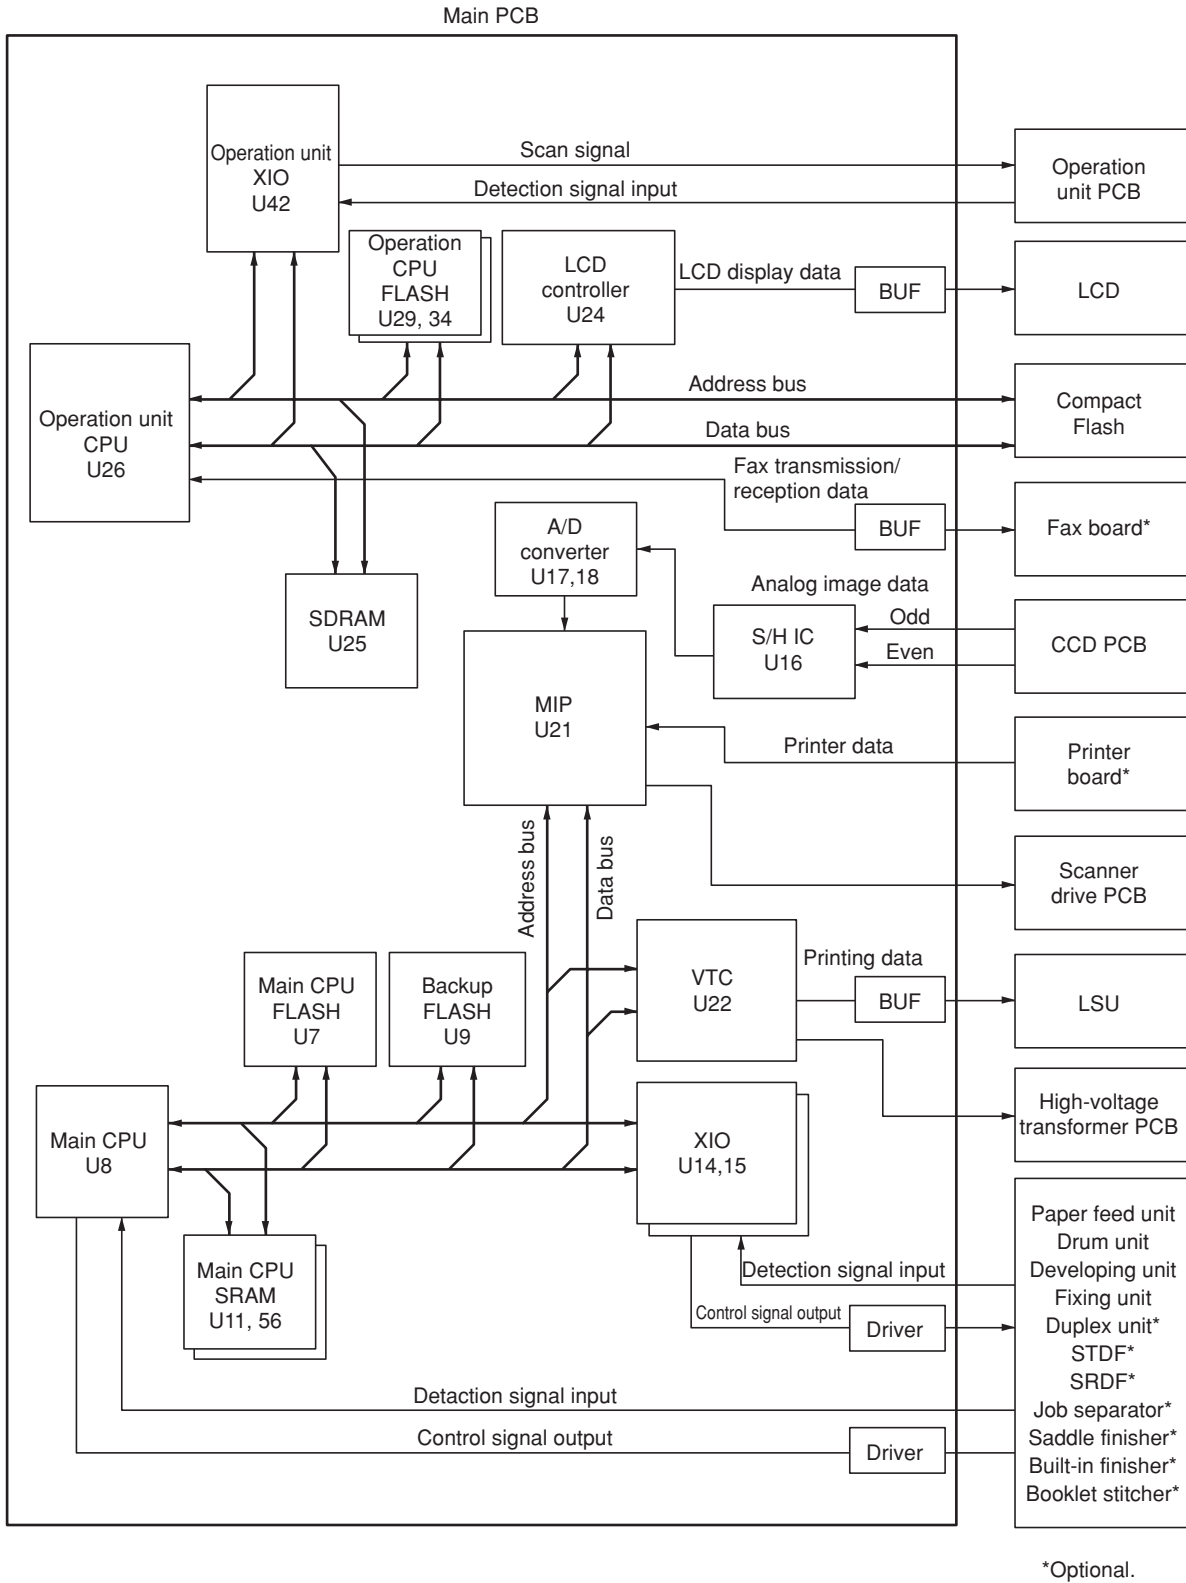 Main PCB
Operation unit
XIO
U42
Scan signal
Detection signal input
Operation
unit PCB
Operation
CPU
FLASH
U29, 34
LCD
controller
U24
LCD display data
BUF
LCD
Operation unit
CPU
U26
Address bus
Data bus
Compact
Flash
Fax transmission/
reception data
BUF
Fax board*
A/D
converter
U17,18
Analog image data
Odd
Even
S/H IC
U16
CCD PCB
SDRAM
U25
MIP
U21
Printer data
Printer
board*
Address bus
Data bus
Scanner
drive PCB
VTC
U22
Printing data
BUF
LSU
Main CPU
FLASH
U7
Backup
FLASH
U9
High-voltage
transformer PCB
Main CPU
U8
XIO
U14,15
Main CPU
SRAM
U11, 56
Detection signal input
Control signal output
Driver
Detaction signal input
Control signal output
Driver
Paper feed unit
Drum unit
Developing unit
Fixing unit
Duplex unit*
STDF*
SRDF*
Job separator*
Saddle finisher*
Built-in finisher*
Booklet stitcher*
*Optional.